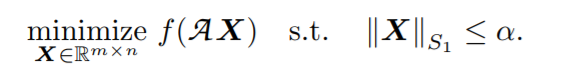 minimize f(𝒜X) s.t. ‖X‖_{S_1} ≤ α.
X∈ℝ^{m×n}